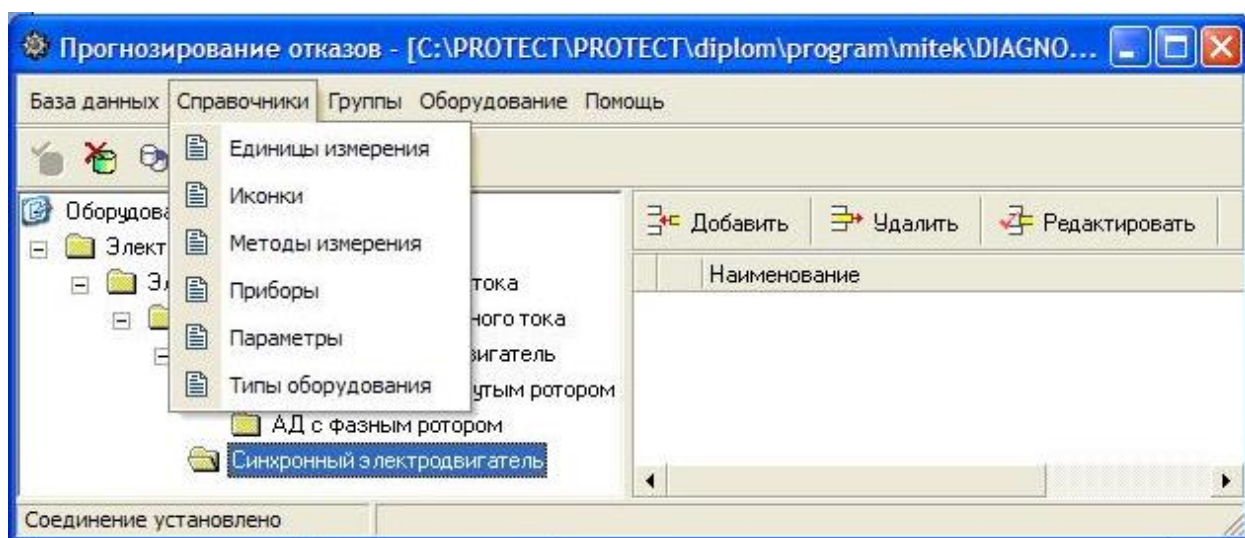 Прогнозирование отказов - [C:\PROTECT\PROTECT\diplom\program\mitek\DIAGNO...
База данных Справочники Группы Оборудование Помощь
Единицы измерения
Иконки
Методы измерения
Приборы
Параметры
Типы оборудования
Оборудова
Элект
Эл
тока
ного тока
вигатель
утым ротором
АД с фазным ротором
Синхронный электродвигатель
Добавить Удалить Редактировать
Наименование
Соединение установлено